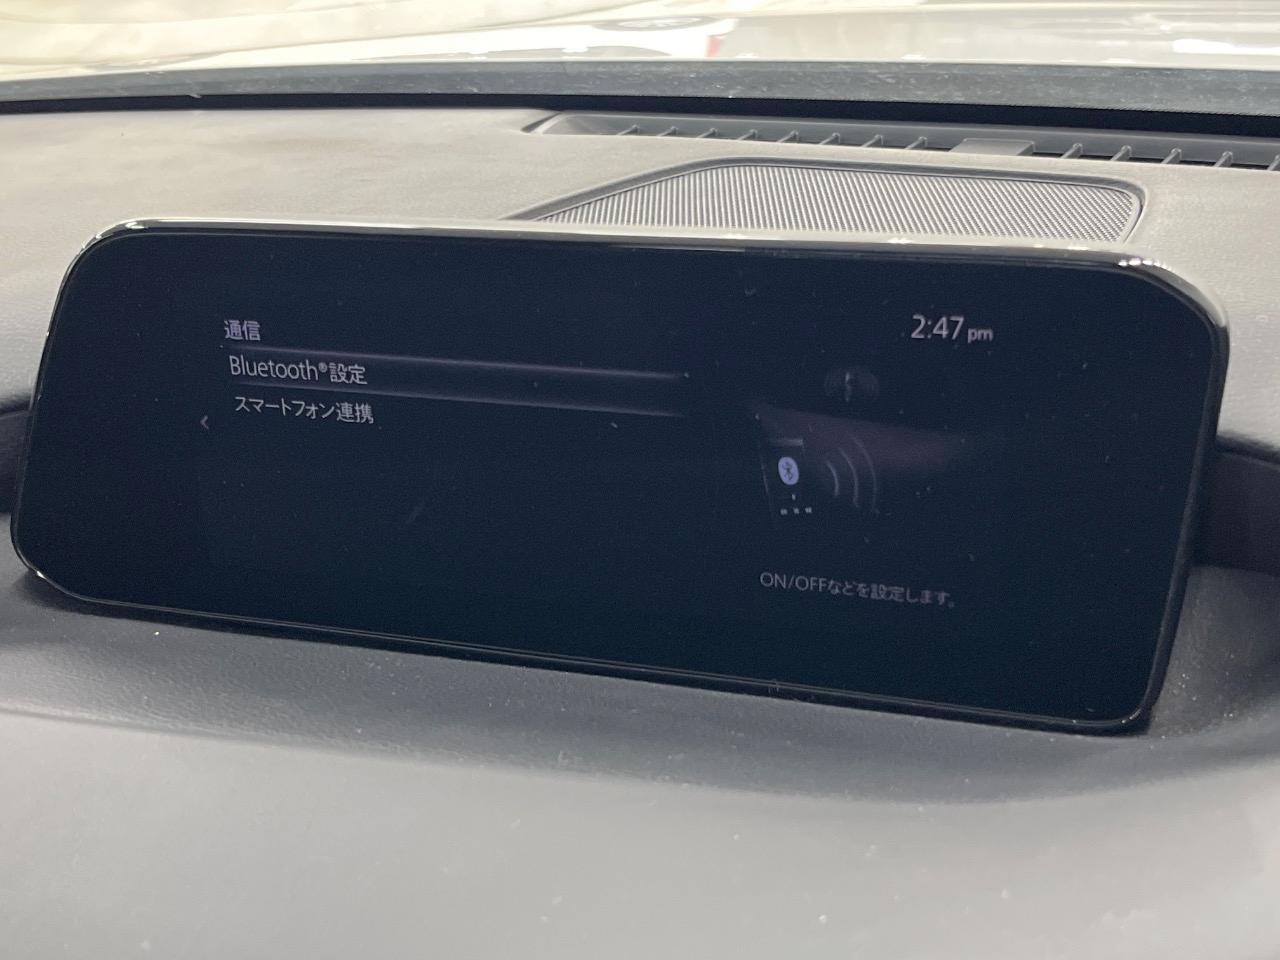 通信
2:47 pm
Bluetooth®設定
スマートフォン連携
ON/OFFなどを設定します。